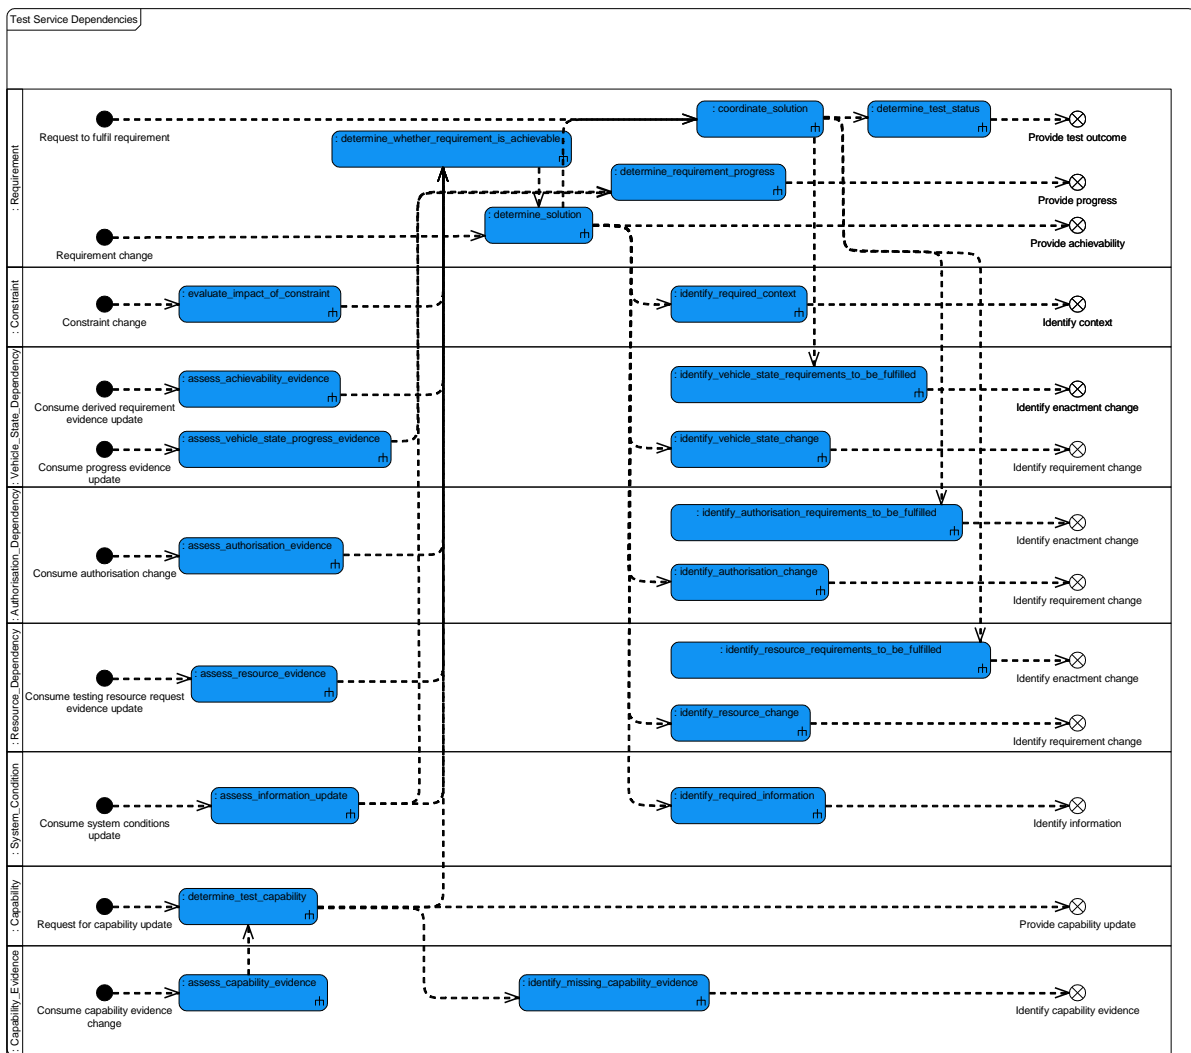 Test Service Dependencies
: Requirement
Request to fulfil requirement
: coordinate_solution
: determine_test_status
Provide test outcome
: determine_whether_requirement_is_achievable
: determine_requirement_progress
Provide progress
: determine_solution
Requirement change
Provide achievability
: Constraint
: evaluate_impact_of_constraint
Constraint change
: identify_required_context
Identify context
: Vehicle_State_Dependency
: assess_achievability_evidence
Consume derived requirement
evidence update
: identify_vehicle_state_requirements_to_be_fulfilled
Identify enactment change
: assess_vehicle_state_progress_evidence
Consume progress evidence
update
: identify_vehicle_state_change
Identify requirement change
: Authorisation_Dependency
: assess_authorisation_evidence
Consume authorisation change
: identify_authorisation_requirements_to_be_fulfilled
Identify enactment change
: identify_authorisation_change
Identify requirement change
: Resource_Dependency
: assess_resource_evidence
Consume testing resource request
evidence update
: identify_resource_requirements_to_be_fulfilled
Identify enactment change
: identify_resource_change
Identify requirement change
: System_Condition
: assess_information_update
Consume system conditions
update
: identify_required_information
Identify information
: Capability
: determine_test_capability
Request for capability update
Provide capability update
: Capability_Evidence
: assess_capability_evidence
Consume capability evidence
change
: identify_missing_capability_evidence
Identify capability evidence